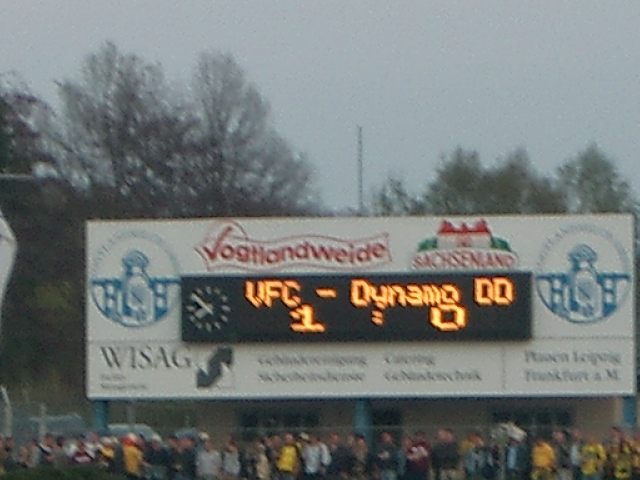 Vogtlandweide
SACHSENLAND
VFC - Dynamo DD
1 : 0
WISAG
Gebäudereinigung
Catering
Plauen Leipzig
Sicherheitsdienste
Gebäudetechnik
Frankfurt a.M.